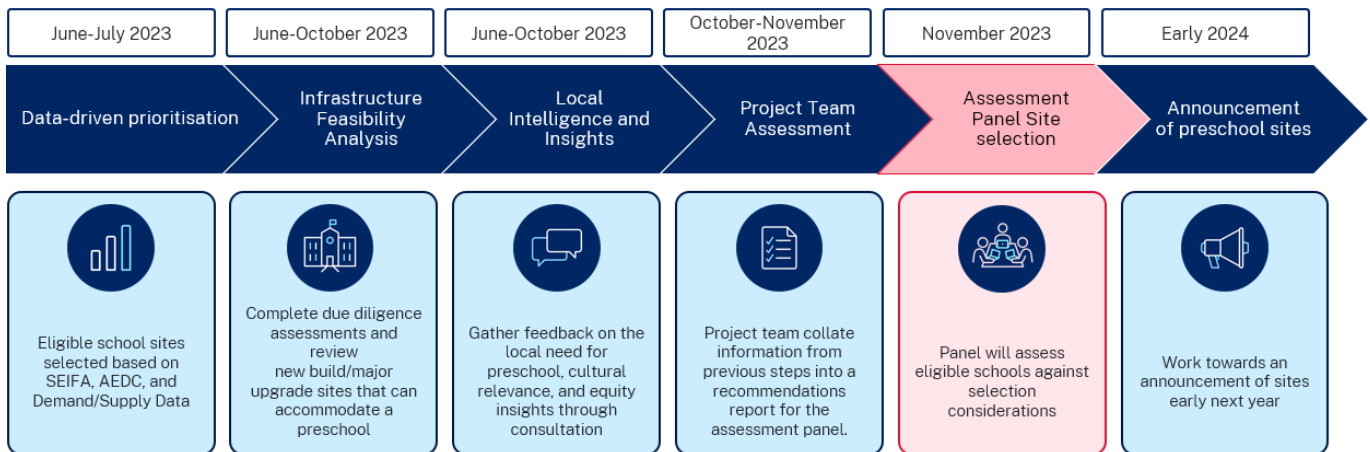 June-July 2023
June-October 2023
June-October 2023
October-November
2023
November 2023
Early 2024
Data-driven prioritisation
Infrastructure
Feasibility
Analysis
Local
Intelligence and
Insights
Project Team
Assessment
Assessment
Panel Site
selection
Announcement
of preschool sites
Eligible school sites
selected based on
SEIFA, AEDC, and
Demand/Supply Data
Complete due diligence
assessments and
review
new build/major
upgrade sites that can
accommodate a
preschool
Gather feedback on the
local need for
preschool, cultural
relevance, and equity
insights through
consultation
Project team collate
information from
previous steps into a
recommendations
report for the
assessment panel.
Panel will assess
eligible schools against
selection
considerations
Work towards an
announcement of sites
early next year